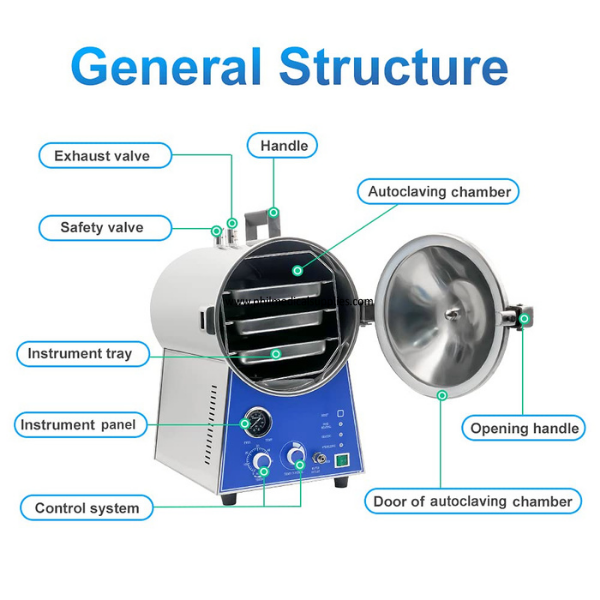 General Structure
Exhaust valve
Handle
Autoclaving chamber
Safety valve
Instrument tray
Instrument panel
Opening handle
Control system
Door of autoclaving chamber